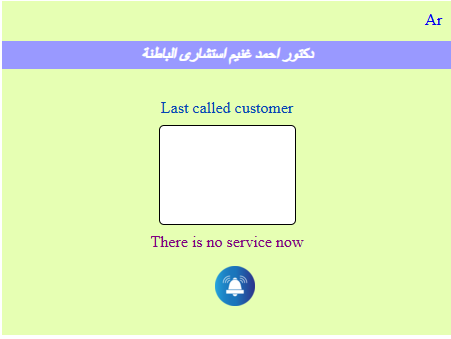 Ar
دكتور احمد غنيم استشارى الباطنة
Last called customer
There is no service now